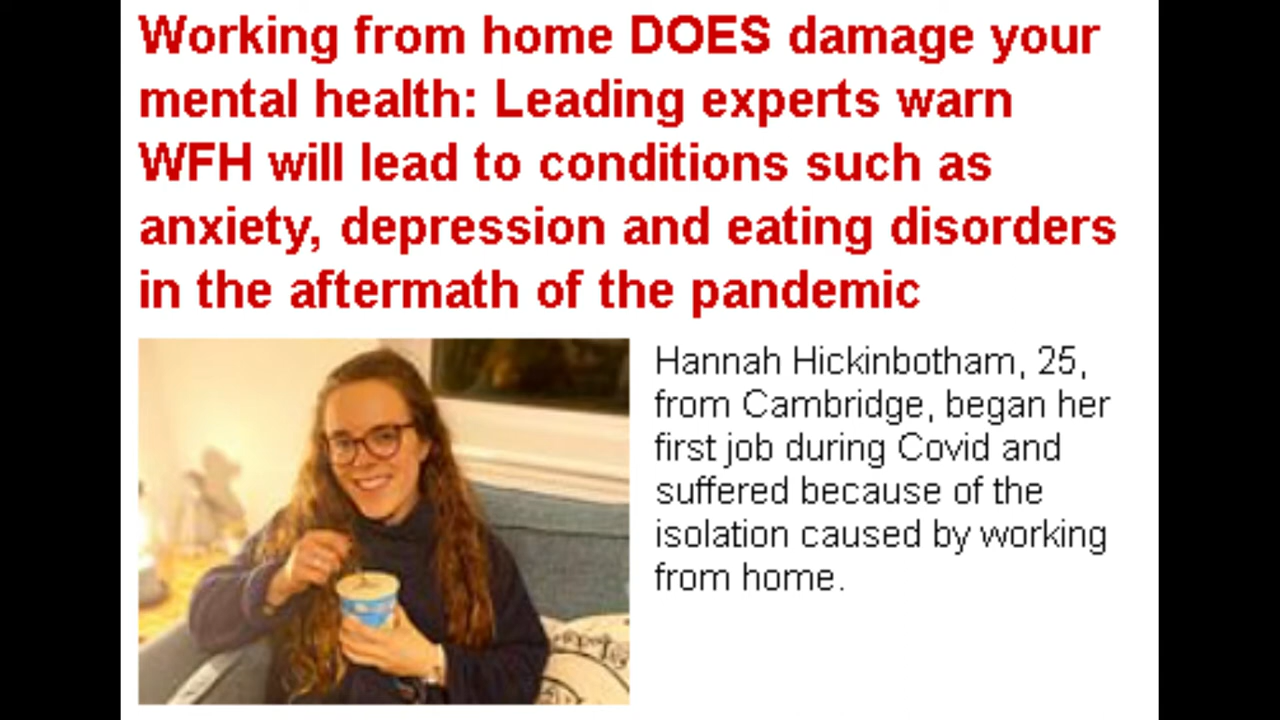 Working from home DOES damage your
mental health: Leading experts warn
WFH will lead to conditions such as
anxiety, depression and eating disorders
in the aftermath of the pandemic
Hannah Hickinbotham, 25,
from Cambridge, began her
first job during Covid and
suffered because of the
isolation caused by working
from home.